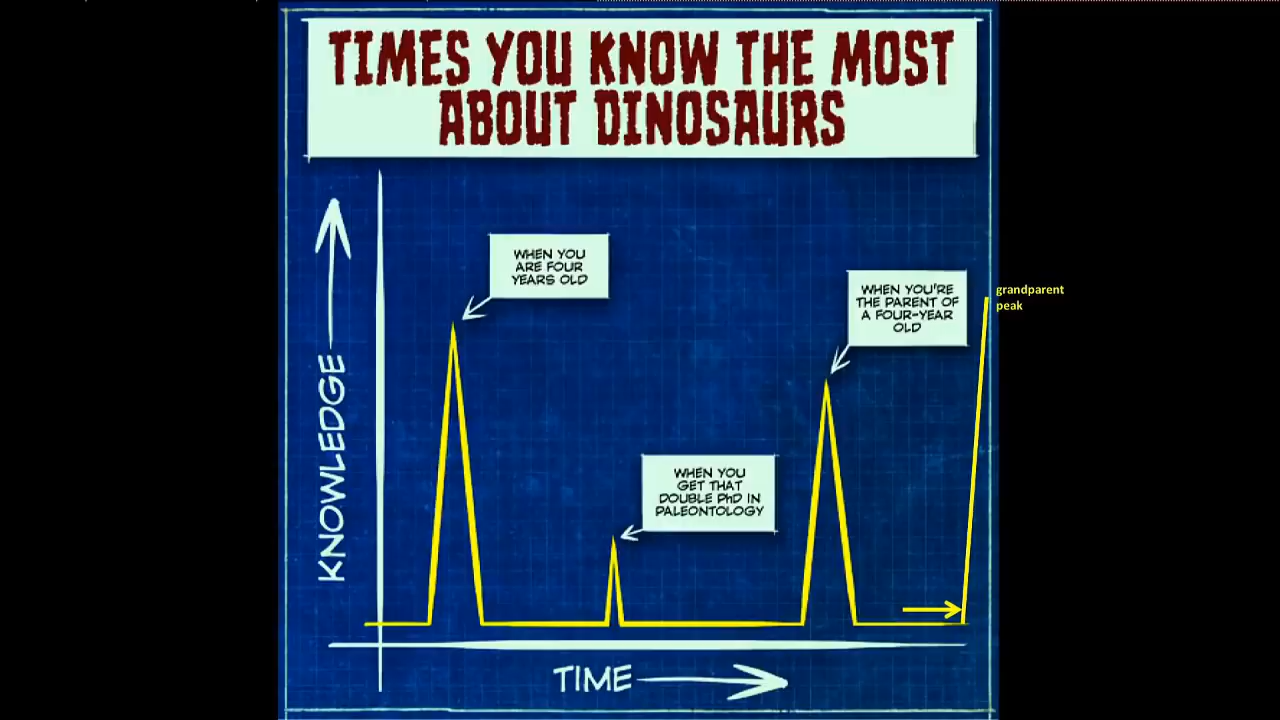 TIMES YOU KNOW THE MOST
ABOUT DINOSAURS
WHEN YOU
ARE FOUR
YEARS OLD
WHEN YOU'RE
THE PARENT OF
A FOUR-YEAR
OLD
grandparent
peak
WHEN YOU
GET THAT
DOUBLE PhD IN
PALEONTOLOGY
KNOWLEDGE
TIME